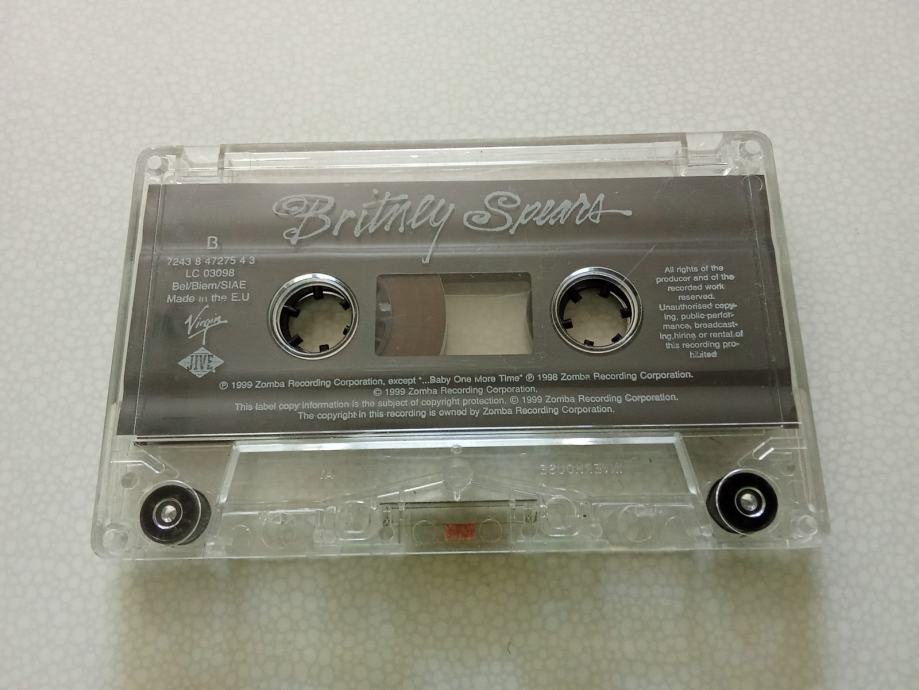 Britney Spears
B
7243 8 47275 4 3
LC 03098
Bel/Biem/SIAE
Made in the E.U
Virgin
JIVE
All rights of the
producer and of the
recorded work
reserved.
Unauthorised copy-
ing, public perfor-
mance, broadcast-
ing,hiring or rental of
this recording pro-
hibited
℗ 1999 Zomba Recording Corporation, except "...Baby One More Time" ℗ 1998 Zomba Recording Corporation.
© 1999 Zomba Recording Corporation.
This label copy information is the subject of copyright protection. © 1999 Zomba Recording Corporation.
The copyright in this recording is owned by Zomba Recording Corporation.